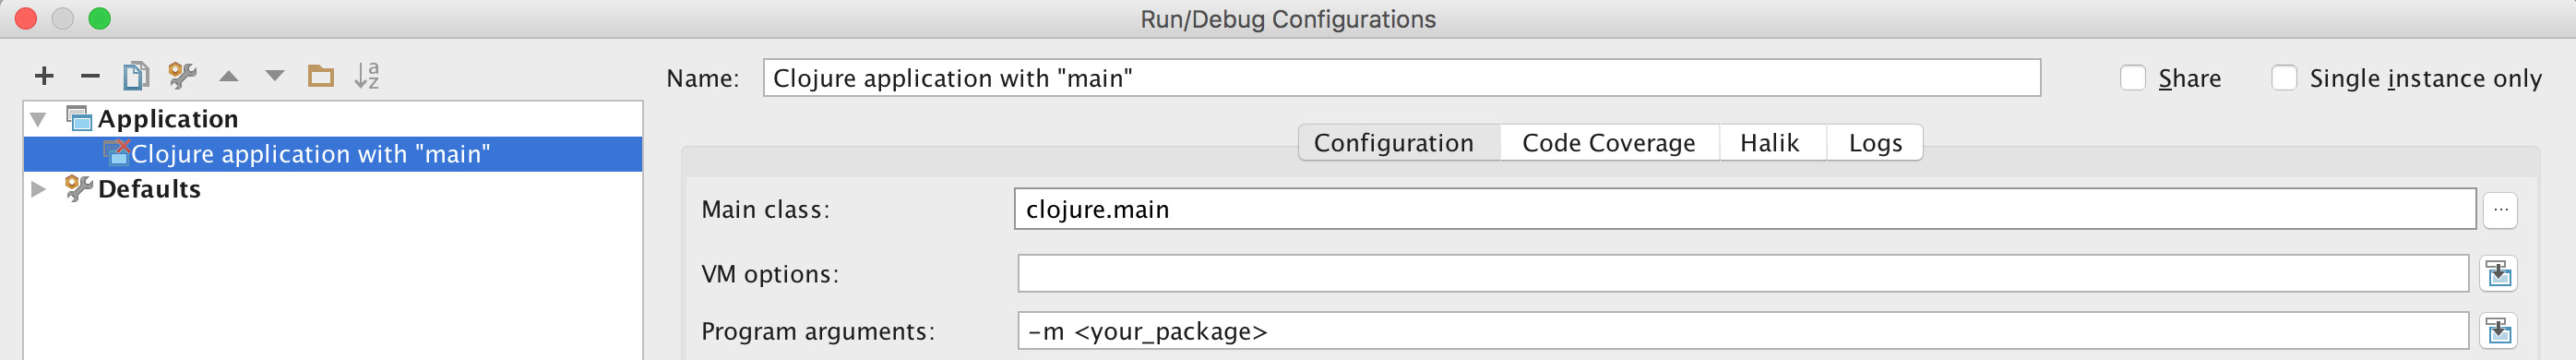 Run/Debug Configurations
Name: Clojure application with "main" Share Single instance only
Application
Clojure application with "main"
Defaults
Configuration Code Coverage Halik Logs
Main class: clojure.main ...
VM options:
Program arguments: -m <your_package>